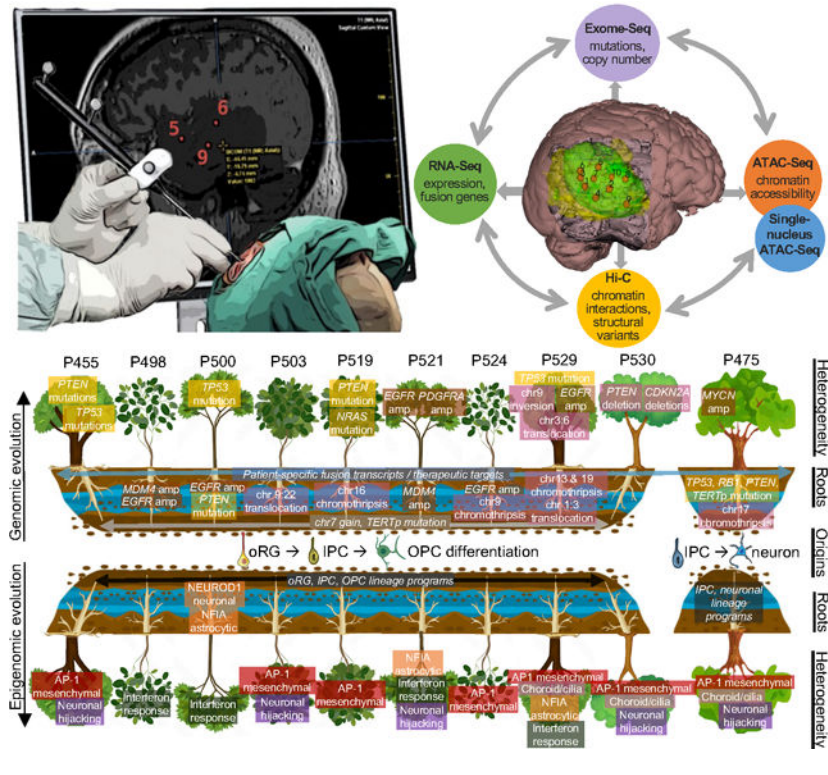 T1 (NR, Axial)
5
6
9
Exome-Seq
mutations,
copy number
RNA-Seq
expression,
fusion genes
ATAC-Seq
chromatin
accessibility
Single-
nucleus
ATAC-Seq
Hi-C
chromatin
interactions,
structural
variants
P455 P498 P500 P503 P519 P521 P524 P529 P530 P475
Genomic evolution
Heterogeneity
PTEN
mutations
TP53
mutations
TP53
mutation
PTEN
mutation
NRAS
mutation
EGFR
amp
PDGFRA
amp
TP53 mutation
chr9
inversion
EGFR
amp
chr3:6
translocation
PTEN
deletion
CDKN2A
deletions
MYCN
amp
Roots
Patient-specific fusion transcripts / therapeutic targets
MDM4 amp
EGFR amp
EGFR amp
PTEN
mutation
chr 9:22
translocation
chr16
chromothripsis
MDM4
amp
EGFR amp
chr9
chromothripsis
chr13 & 19
chromothripsis
chr 1:3
translocation
TP53, RB1, PTEN,
TERTp mutation
chr17
chromothripsis
chr7 gain, TERTp mutation
Origins
oRG → IPC → OPC differentiation
IPC → neuron
Epigenomic evolution
Roots
oRG, IPC, OPC lineage programs
NEUROD1
neuronal
NFIA
astrocytic
IPC, neuronal
lineage
programs
Heterogeneity
AP-1
mesenchymal
Neuronal
hijacking
Interferon
response
Interferon
response
AP-1
mesenchymal
Neuronal
hijacking
AP-1
mesenchymal
NFIA
astrocytic
Interferon
response
Neuronal
hijacking
AP-1
mesenchymal
AP1 mesenchymal
Choroid/cilia
NFIA
astrocytic
Interferon
response
AP-1 mesenchymal
Choroid/cilia
Neuronal
hijacking
AP-1 mesenchymal
Choroid/cilia
Neuronal
hijacking